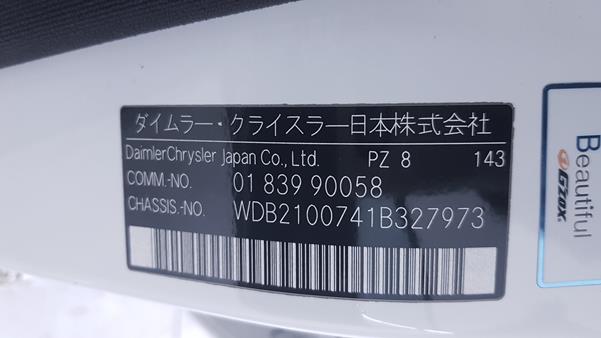 ダイムラー・クライスラー日本株式会社
DaimlerChrysler Japan Co., Ltd. PZ 8 143
COMM.-NO. 01 839 90058
CHASSIS.-NO. WDB2100741B327973
Beautiful
G'ZOX